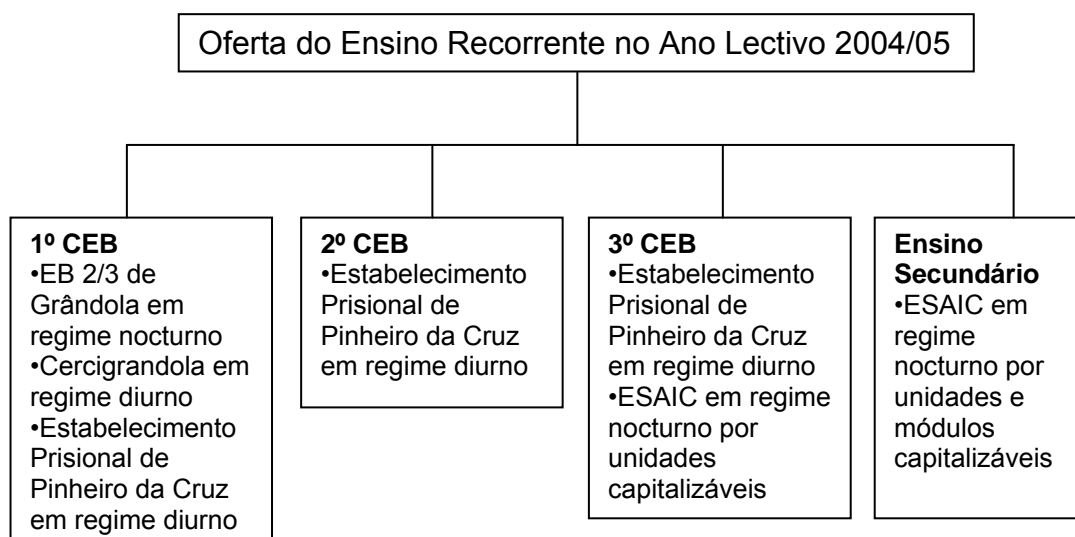 Oferta do Ensino Recorrente no Ano Lectivo 2004/05
1º CEB
•EB 2/3 de
Grândola em
regime nocturno
•Cercigrandola em
regime diurno
•Estabelecimento
Prisional de
Pinheiro da Cruz
em regime diurno
2º CEB
•Estabelecimento
Prisional de
Pinheiro da Cruz
em regime diurno
3º CEB
•Estabelecimento
Prisional de
Pinheiro da Cruz
em regime diurno
•ESAIC em regime
nocturno por
unidades
capitalizáveis
Ensino
Secundário
•ESAIC em
regime
nocturno por
unidades e
módulos
capitalizáveis